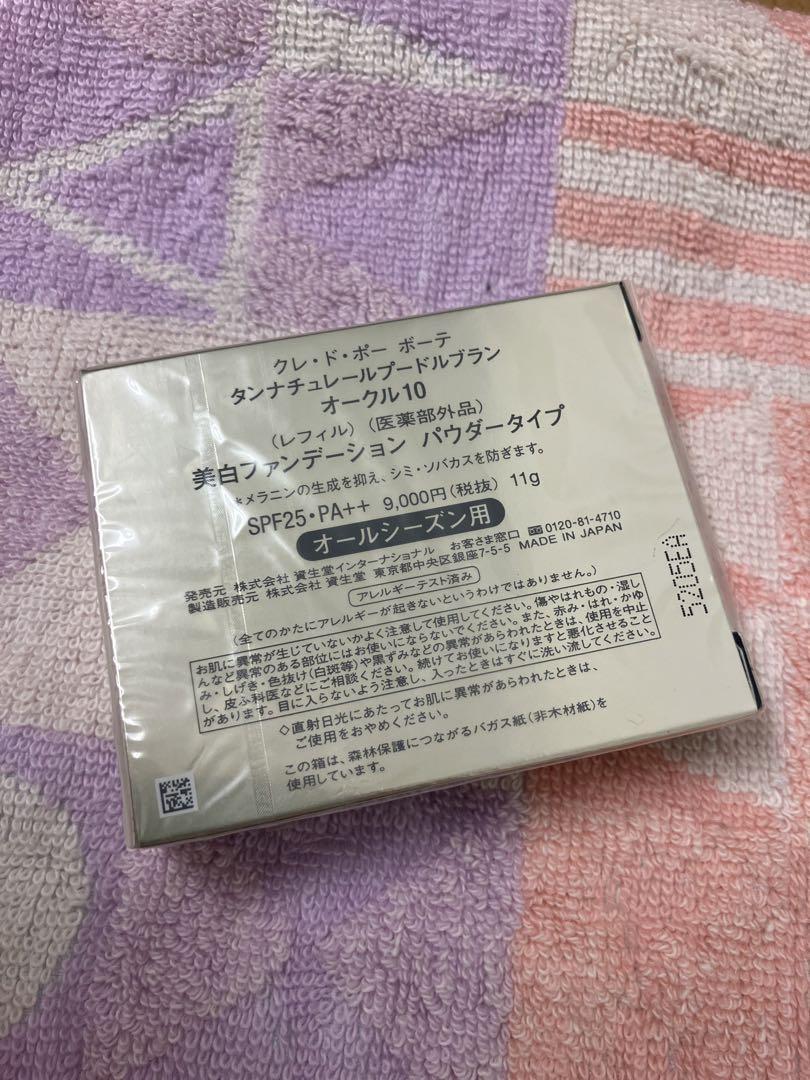 クレ・ド・ポー ボーテ
タンナチュレールプードルブラン
オークル10
(レフィル) (医薬部外品)
美白ファンデーション パウダータイプ
*メラニンの生成を抑え、シミ・ソバカスを防ぎます。
SPF25・PA++ 9,000円(税抜) 11g
オールシーズン用
発売元 株式会社 資生堂インターナショナル お客さま窓口 0120-81-4710
製造販売元 株式会社 資生堂 東京都中央区銀座7-5-5 MADE IN JAPAN
アレルギーテスト済み
(全てのかたにアレルギーが起きないというわけではありません。)
お肌に異常が生じていないかよく注意して使用してください。傷やはれもの・湿し
んなど異常のある部位にはお使いにならないでください。また、赤み・はれ・かゆ
み・しげき・色抜け(白斑等)や黒ずみなどの異常があらわれたときは、使用を中止
し、皮ふ科医などにご相談ください。続けてお使いになりますと悪化させること
があります。目に入らないよう注意し、入ったときはすぐに洗い流してください。
◇直射日光にあたってお肌に異常があらわれたときは、
ご使用をおやめください。
この箱は、森林保護につながるバガス紙(非木材紙)を
使用しています。
5205EA